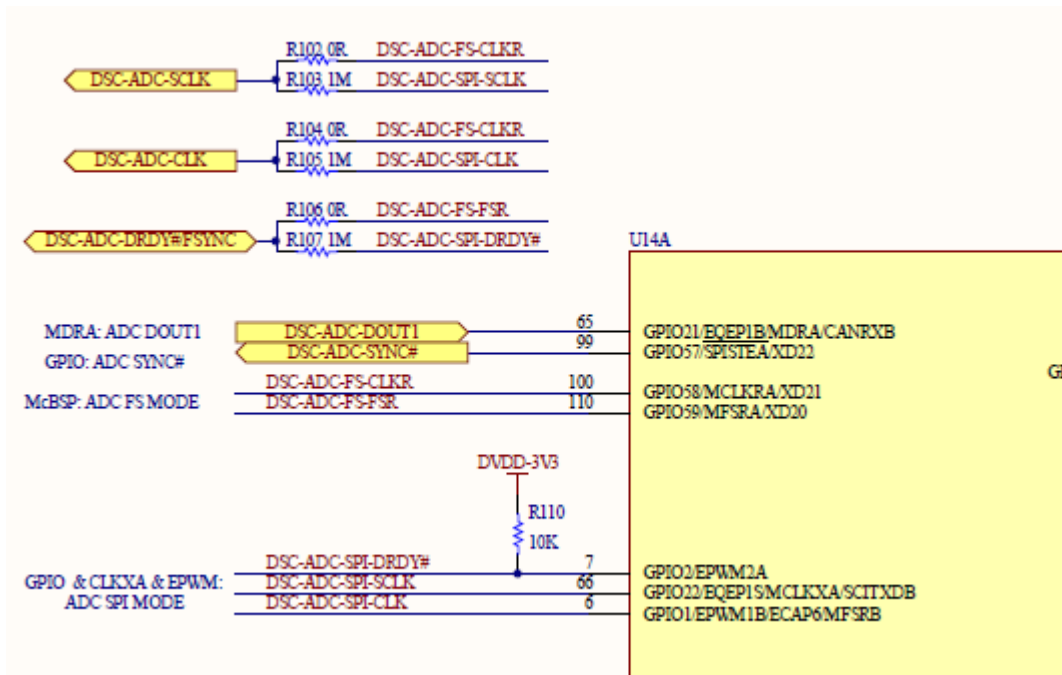 R102 0R DSC-ADC-FS-CLKR
DSC-ADC-SCLK
R103 1M DSC-ADC-SPI-SCLK
R104 0R DSC-ADC-FS-CLKR
DSC-ADC-CLK
R105 1M DSC-ADC-SPI-CLK
R106 0R DSC-ADC-FS-FSR
DSC-ADC-DRDY#/FSYNC
R107 1M DSC-ADC-SPI-DRDY#
U14A
MDRA: ADC DOUT1 DSC-ADC-DOUT1 65 GPIO21/EQEP1B/MDRA/CANRXB
GPIO: ADC SYNC# DSC-ADC-SYNC# 99 GPIO57/SPISTEA/XD22
DSC-ADC-FS-CLKR 100 GPIO58/MCLKRA/XD21
McBSP: ADC FS MODE DSC-ADC-FS-FSR 110 GPIO59/MFSRA/XD20
DVDD-3V3
R110
10K
DSC-ADC-SPI-DRDY# 7 GPIO2/EPWM2A
GPIO & CLKXA & EPWM: DSC-ADC-SPI-SCLK 66 GPIO22/EQEP1S/MCLKXA/SCITXDB
ADC SPI MODE DSC-ADC-SPI-CLK 6 GPIO1/EPWM1B/ECAP6/MFSRB